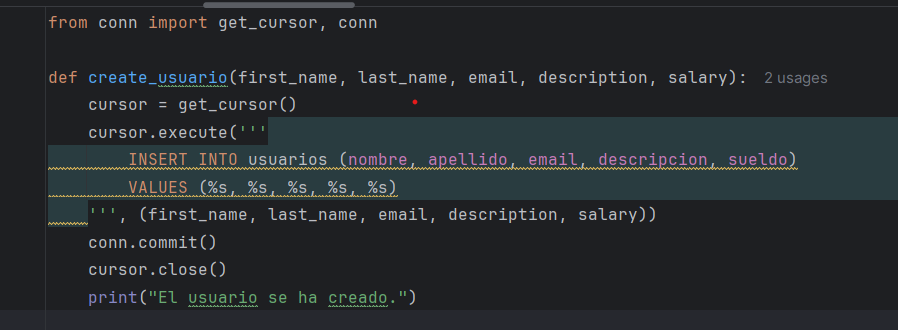 from conn import get_cursor, conn
def create_usuario(first_name, last_name, email, description, salary): 2 usages
    cursor = get_cursor()
    cursor.execute('''
        INSERT INTO usuarios (nombre, apellido, email, descripcion, sueldo)
        VALUES (%s, %s, %s, %s, %s)
    ''', (first_name, last_name, email, description, salary))
    conn.commit()
    cursor.close()
    print("El usuario se ha creado.")